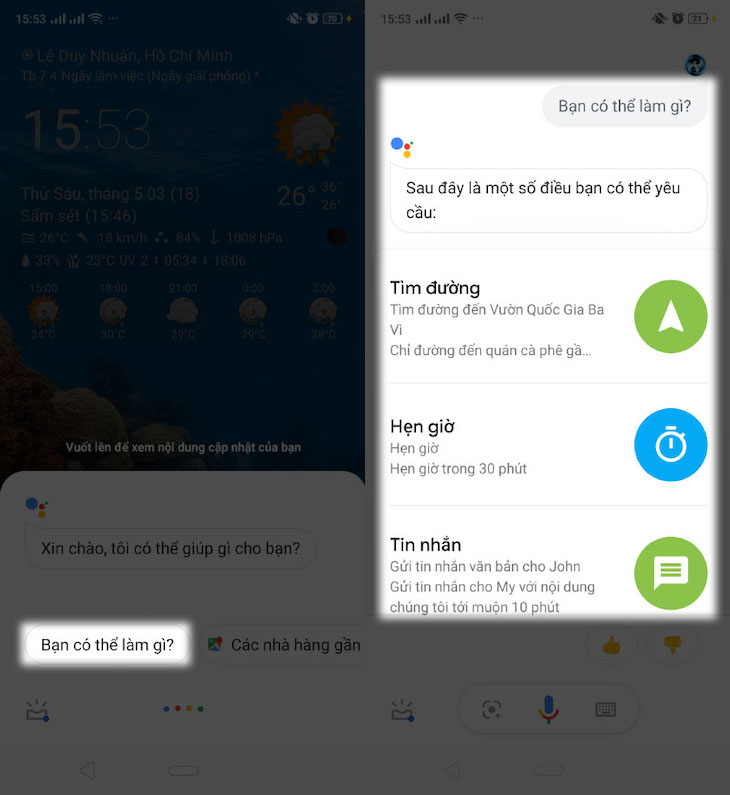 15:53
70
Lê Duy Nhuận, Hồ Chí Minh
Th 7 4 Ngày làm việc (Ngày giải phóng)
15:53
Thứ Sáu, tháng 5 03 (18)
26° 36°
26°
Sấm sét (15:46)
26°C 18 km/h 84% 1008 hPa
33% 23°C UV 2 05:34 18:06
15:00 18:00 21:00 0:00 3:00
34°C 30°C 29°C 29°C 28°C
Vuốt lên để xem nội dung cập nhật của bạn
Xin chào, tôi có thể giúp gì cho bạn?
Bạn có thể làm gì?
Các nhà hàng gần
15:53
71
Bạn có thể làm gì?
Sau đây là một số điều bạn có thể yêu
cầu:
Tìm đường
Tìm đường đến Vườn Quốc Gia Ba
Vì
Chỉ đường đến quán cà phê gầ...
Hẹn giờ
Hẹn giờ
Hẹn giờ trong 30 phút
Tin nhắn
Gửi tin nhắn văn bản cho John
Gửi tin nhắn cho My với nội dung
chúng tôi tới muộn 10 phút